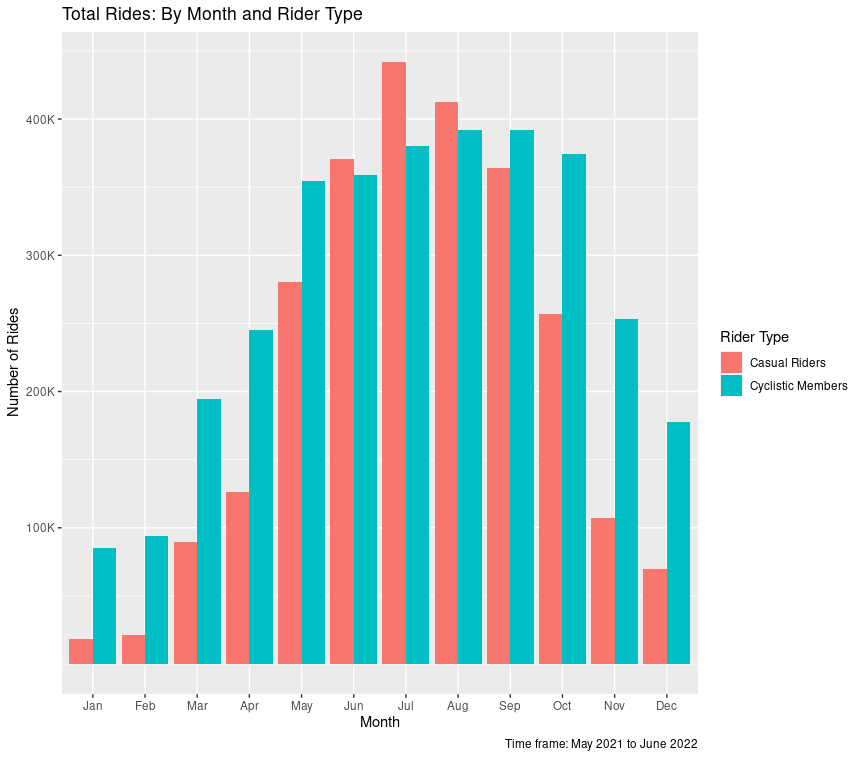 Total Rides: By Month and Rider Type
Number of Rides
400K
300K
200K
100K
Jan Feb Mar Apr May Jun Jul Aug Sep Oct Nov Dec
Month
Rider Type
Casual Riders
Cyclistic Members
Time frame: May 2021 to June 2022